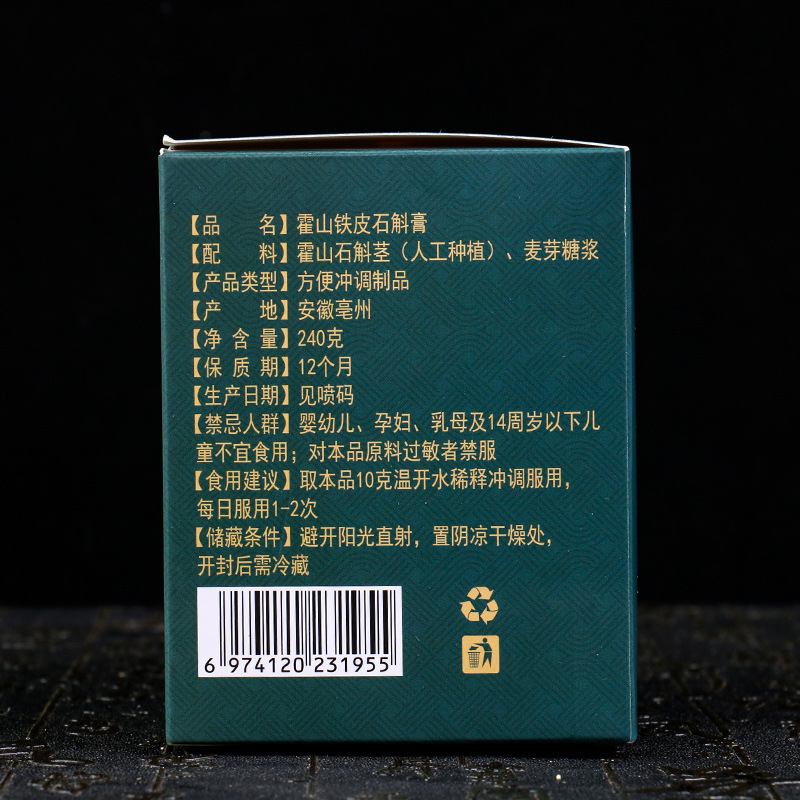 【品　　名】霍山铁皮石斛膏
【配　　料】霍山石斛茎（人工种植）、麦芽糖浆
【产品类型】方便冲调制品
【产　　地】安徽亳州
【净 含 量】240克
【保 质 期】12个月
【生产日期】见喷码
【禁忌人群】婴幼儿、孕妇、乳母及14周岁以下儿
童不宜食用；对本品原料过敏者禁服
【食用建议】取本品10克温开水稀释冲调服用，
每日服用1-2次
【储藏条件】避开阳光直射，置阴凉干燥处，
开封后需冷藏
6 974120 231955